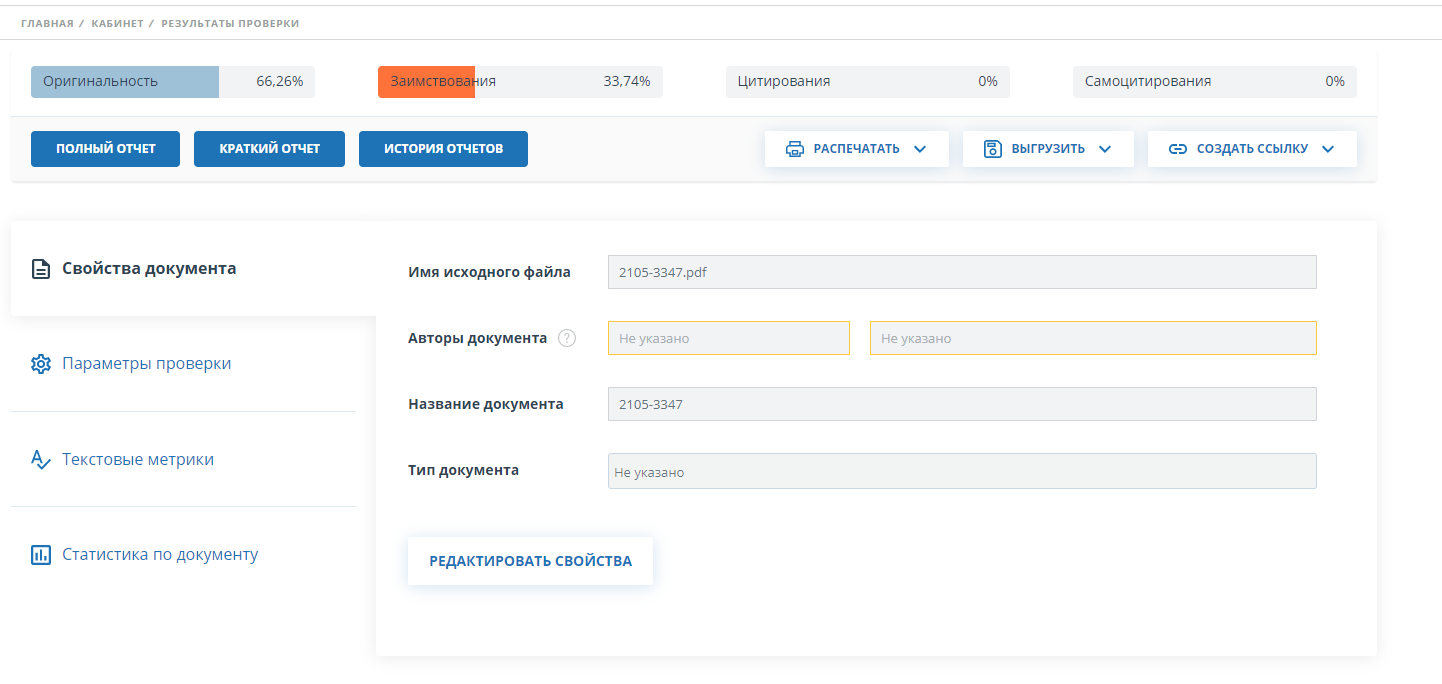 ГЛАВНАЯ / КАБИНЕТ / РЕЗУЛЬТАТЫ ПРОВЕРКИ
Оригинальность 66,26% Заимствования 33,74% Цитирования 0% Самоцитирования 0%
ПОЛНЫЙ ОТЧЕТ КРАТКИЙ ОТЧЕТ ИСТОРИЯ ОТЧЕТОВ РАСПЕЧАТАТЬ ВЫГРУЗИТЬ СОЗДАТЬ ССЫЛКУ
Свойства документа
Параметры проверки
Текстовые метрики
Статистика по документу
Имя исходного файла 2105-3347.pdf
Авторы документа ? Не указано Не указано
Название документа 2105-3347
Тип документа Не указано
РЕДАКТИРОВАТЬ СВОЙСТВА